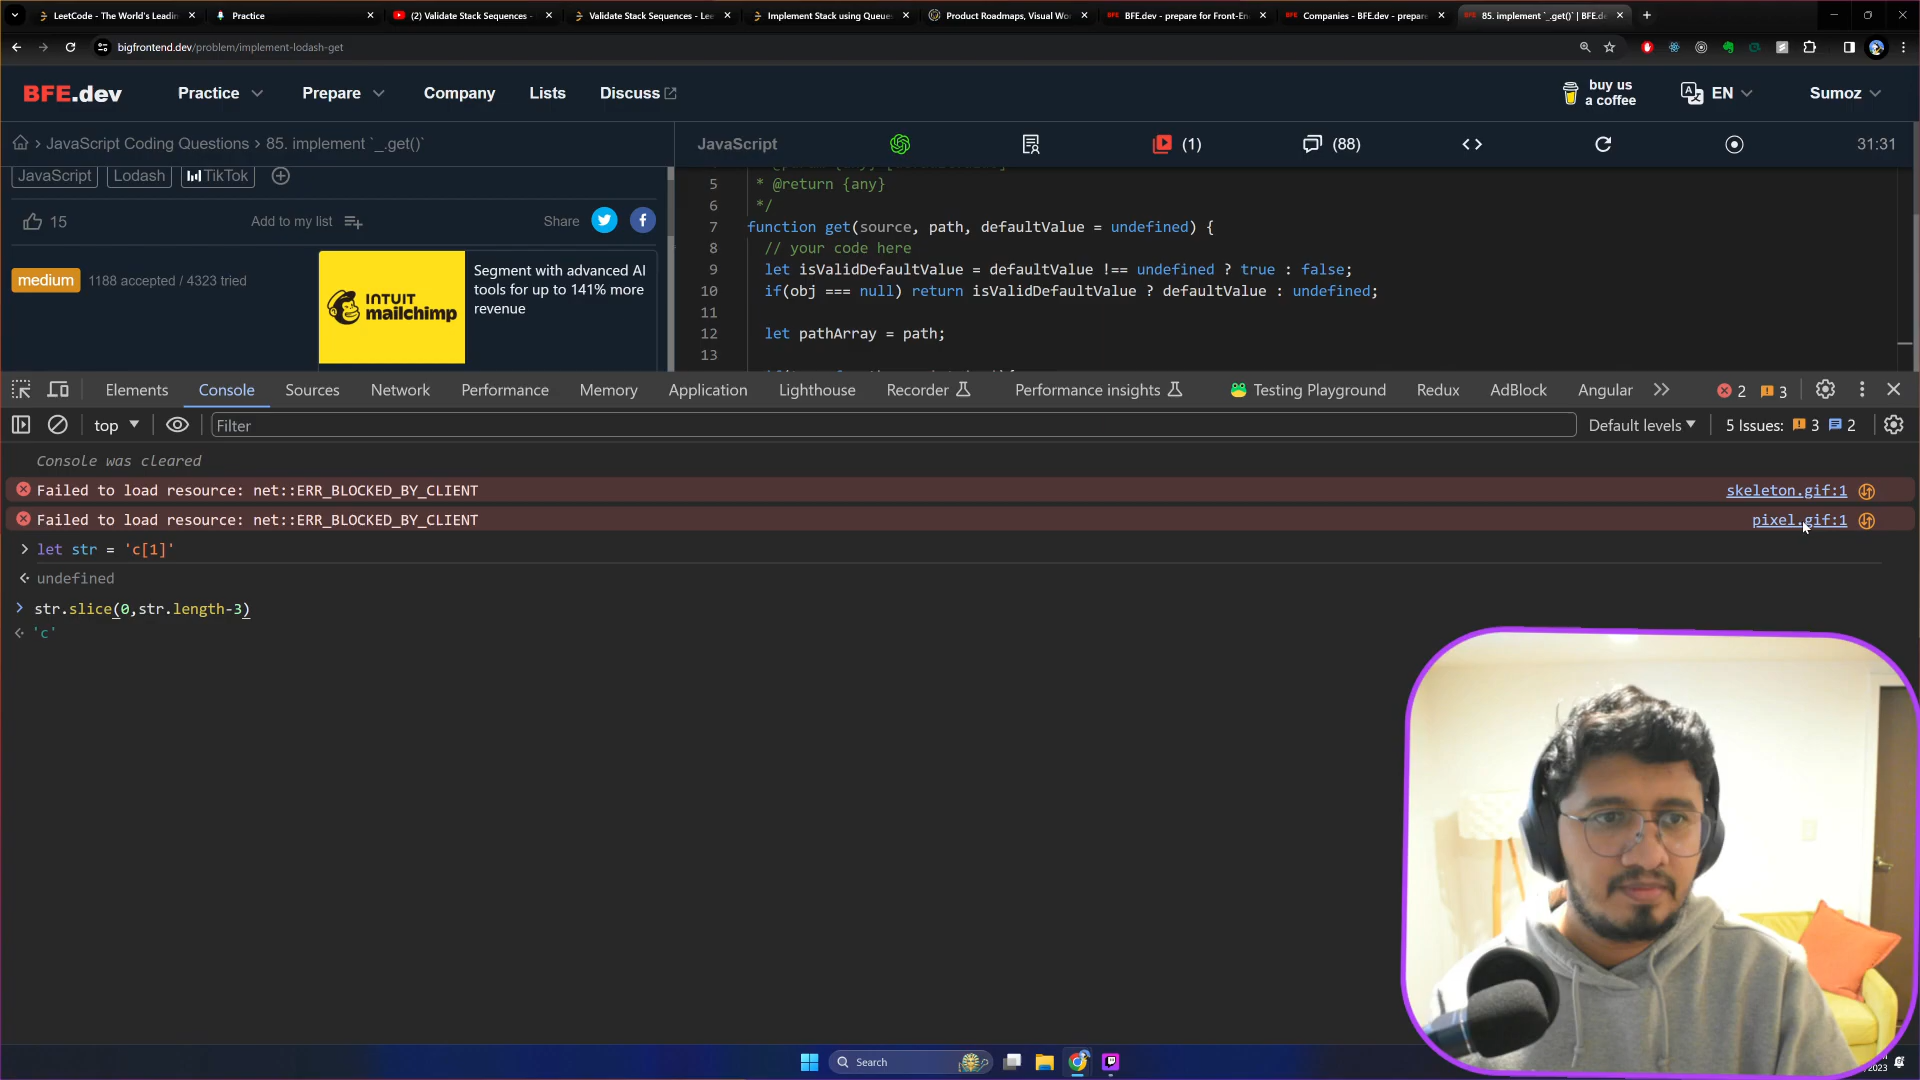 LeetCode - The World's Leadin
Practice
(2) Validate Stack Sequences -
Validate Stack Sequences - Lee
Implement Stack using Queue
Product Roadmaps, Visual Wor
BFE.dev - prepare for Front-En
Companies - BFE.dev - prepare
85. implement `_.get()` | BFE.de
bigfrontend.dev/problem/implement-lodash-get
BFE.dev
Practice
Prepare
Company
Lists
Discuss
buy us
a coffee
EN
Sumoz
JavaScript Coding Questions
85. implement `_.get()`
JavaScript
(1)
(88)
31:31
JavaScript
Lodash
TikTok
15
Add to my list
Share
medium
1188 accepted / 4323 tried
INTUIT
mailchimp
Segment with advanced AI
tools for up to 141% more
revenue
5 * @return {any}
6 */
7 function get(source, path, defaultValue = undefined) {
8 // your code here
9 let isValidDefaultValue = defaultValue !== undefined ? true : false;
10 if(obj === null) return isValidDefaultValue ? defaultValue : undefined;
11
12 let pathArray = path;
13
Elements
Console
Sources
Network
Performance
Memory
Application
Lighthouse
Recorder
Performance insights
Testing Playground
Redux
AdBlock
Angular
2
3
top
Filter
Default levels
5 Issues: 3 2
Console was cleared
Failed to load resource: net::ERR_BLOCKED_BY_CLIENT
skeleton.gif:1
Failed to load resource: net::ERR_BLOCKED_BY_CLIENT
pixel.gif:1
let str = 'c[1]'
undefined
str.slice(0,str.length-3)
'c'
Search